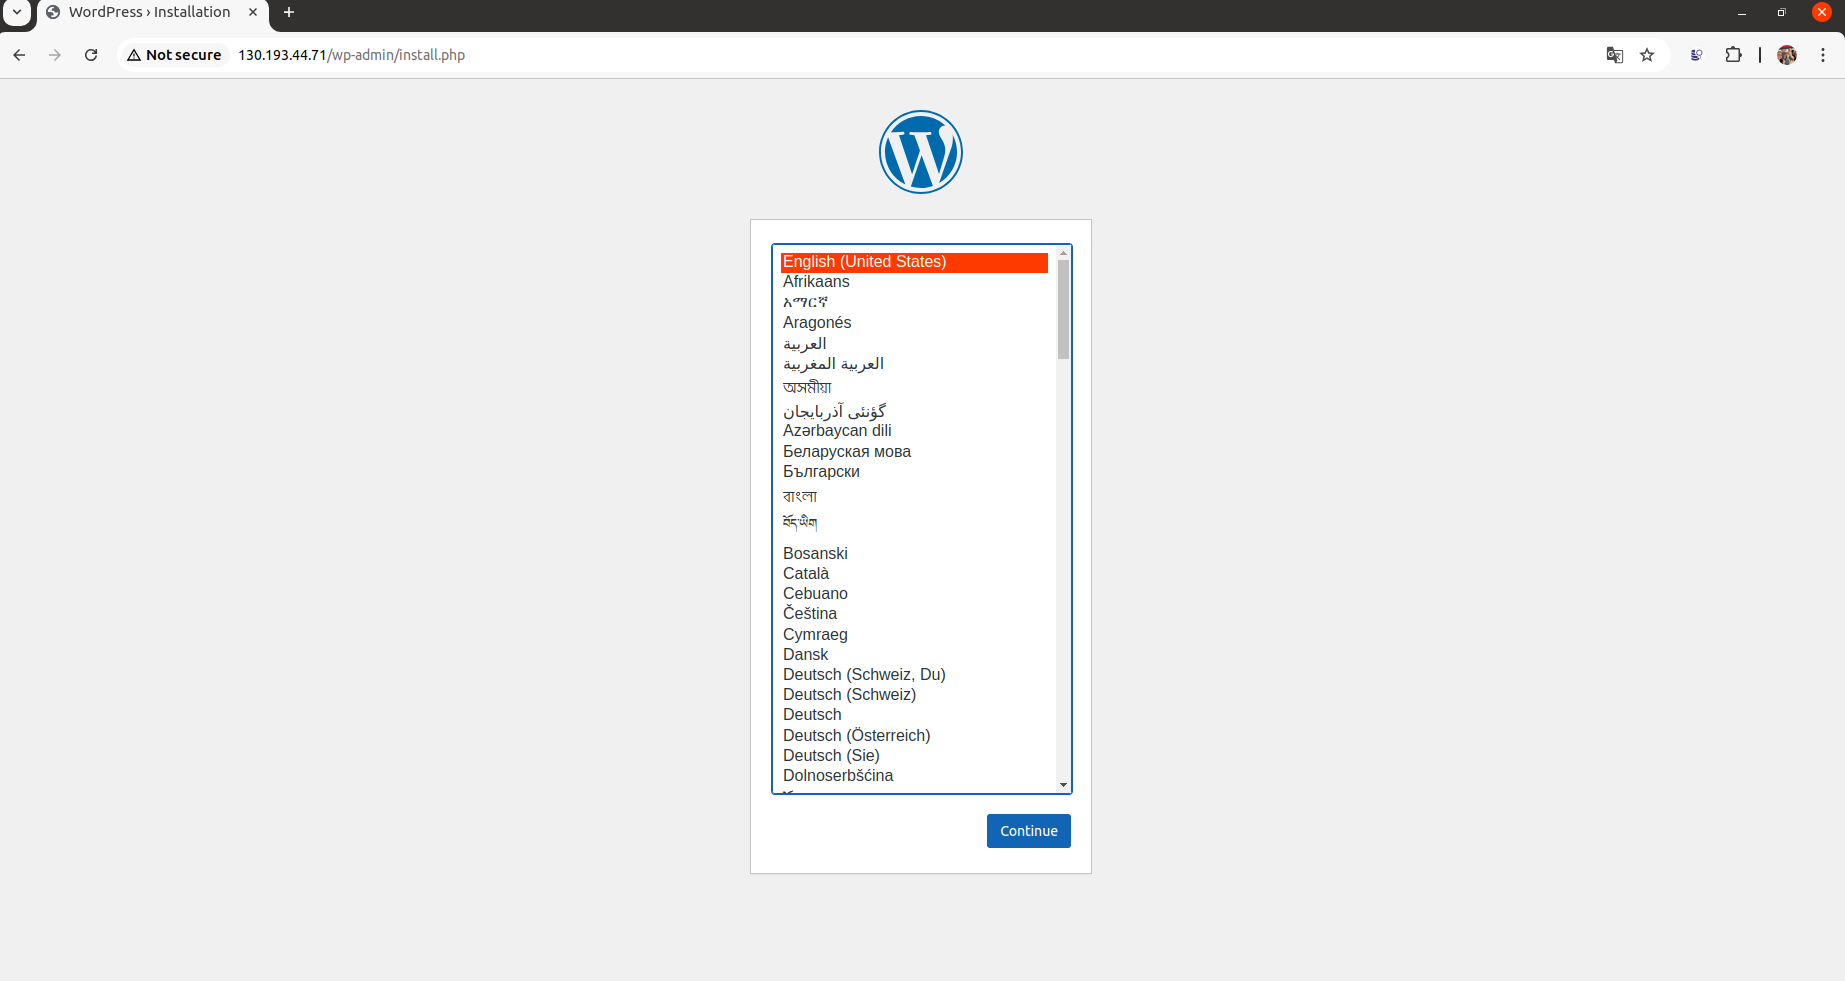 WordPress › Installation
Not secure 130.193.44.71/wp-admin/install.php
English (United States)
Afrikaans
አማርኛ
Aragonés
العربية
العربية المغربية
অসমীয়া
گؤنئی آذربایجان
Azərbaycan dili
Беларуская мова
Български
বাংলা
བོད་ཡིག
Bosanski
Català
Cebuano
Čeština
Cymraeg
Dansk
Deutsch (Schweiz, Du)
Deutsch (Schweiz)
Deutsch
Deutsch (Österreich)
Deutsch (Sie)
Dolnoserbšćina
Continue